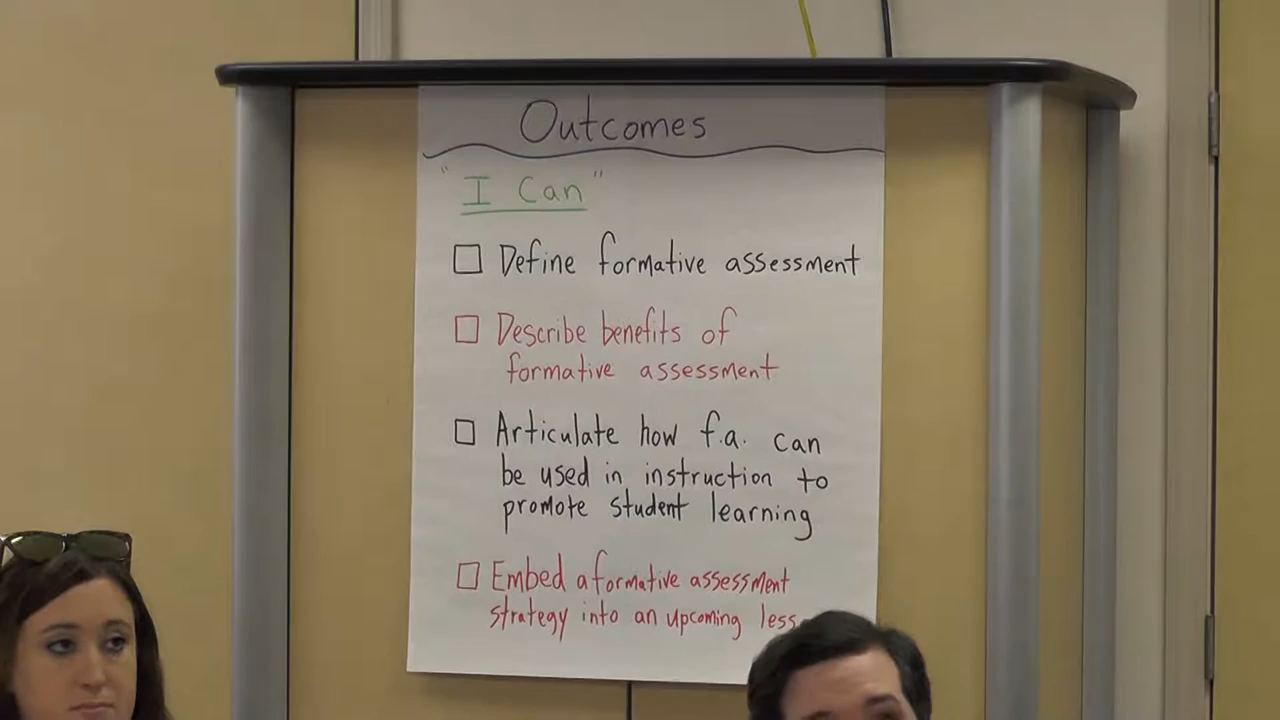 Outcomes
"I Can"
Define formative assessment
Describe benefits of
formative assessment
Articulate how f.a. can
be used in instruction to
promote student learning
Embed a formative assessment
strategy into an upcoming less